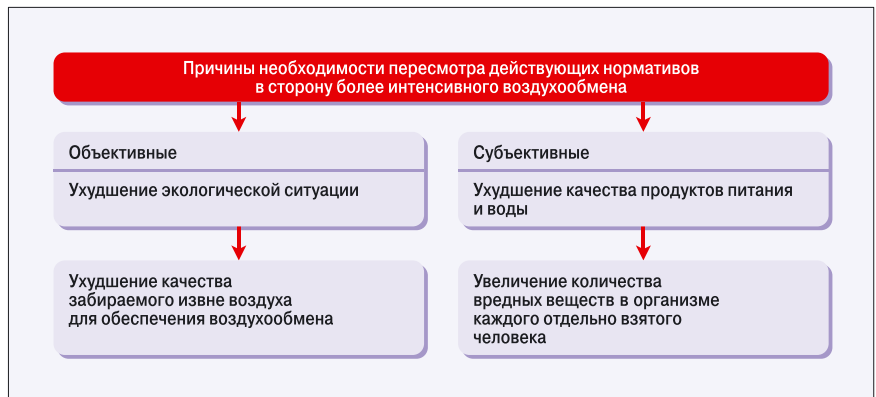 Причины необходимости пересмотра действующих нормативов
в сторону более интенсивного воздухообмена
Объективные
Ухудшение экологической ситуации
Ухудшение качества
забираемого извне воздуха
для обеспечения воздухообмена
Субъективные
Ухудшение качества продуктов питания
и воды
Увеличение количества
вредных веществ в организме
каждого отдельно взятого
человека